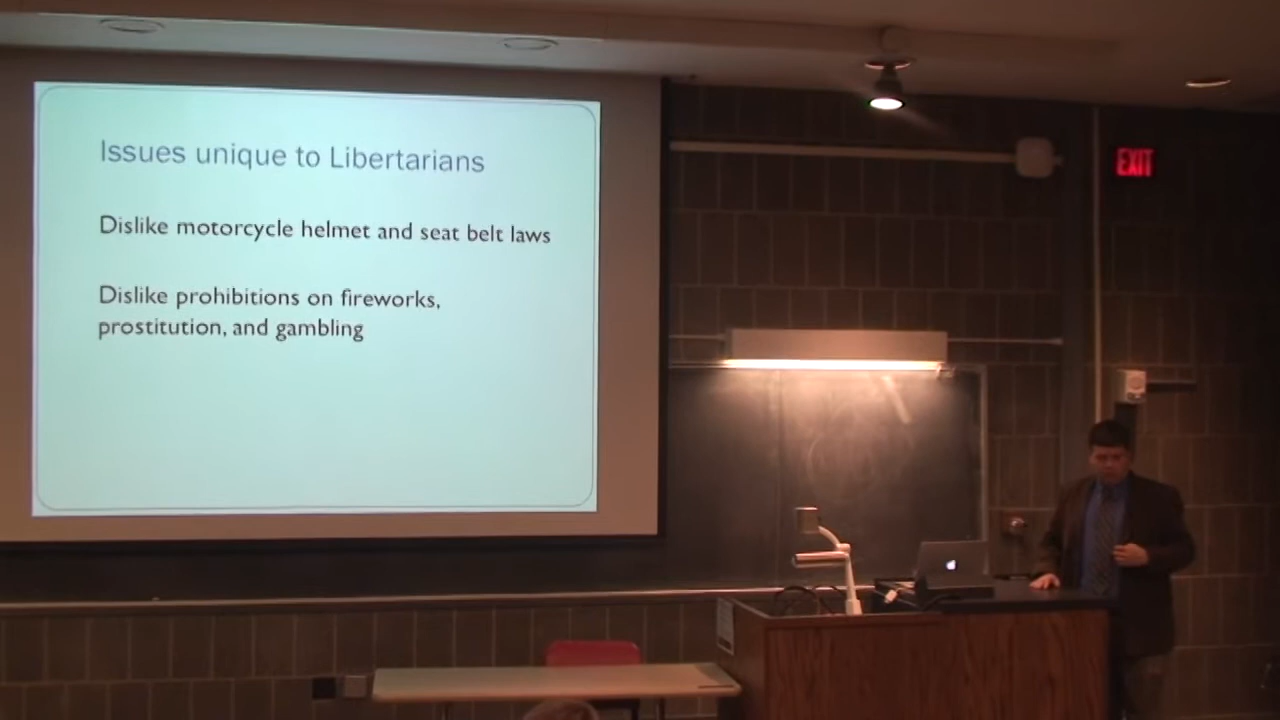 Issues unique to Libertarians
Dislike motorcycle helmet and seat belt laws
Dislike prohibitions on fireworks,
prostitution, and gambling
EXIT